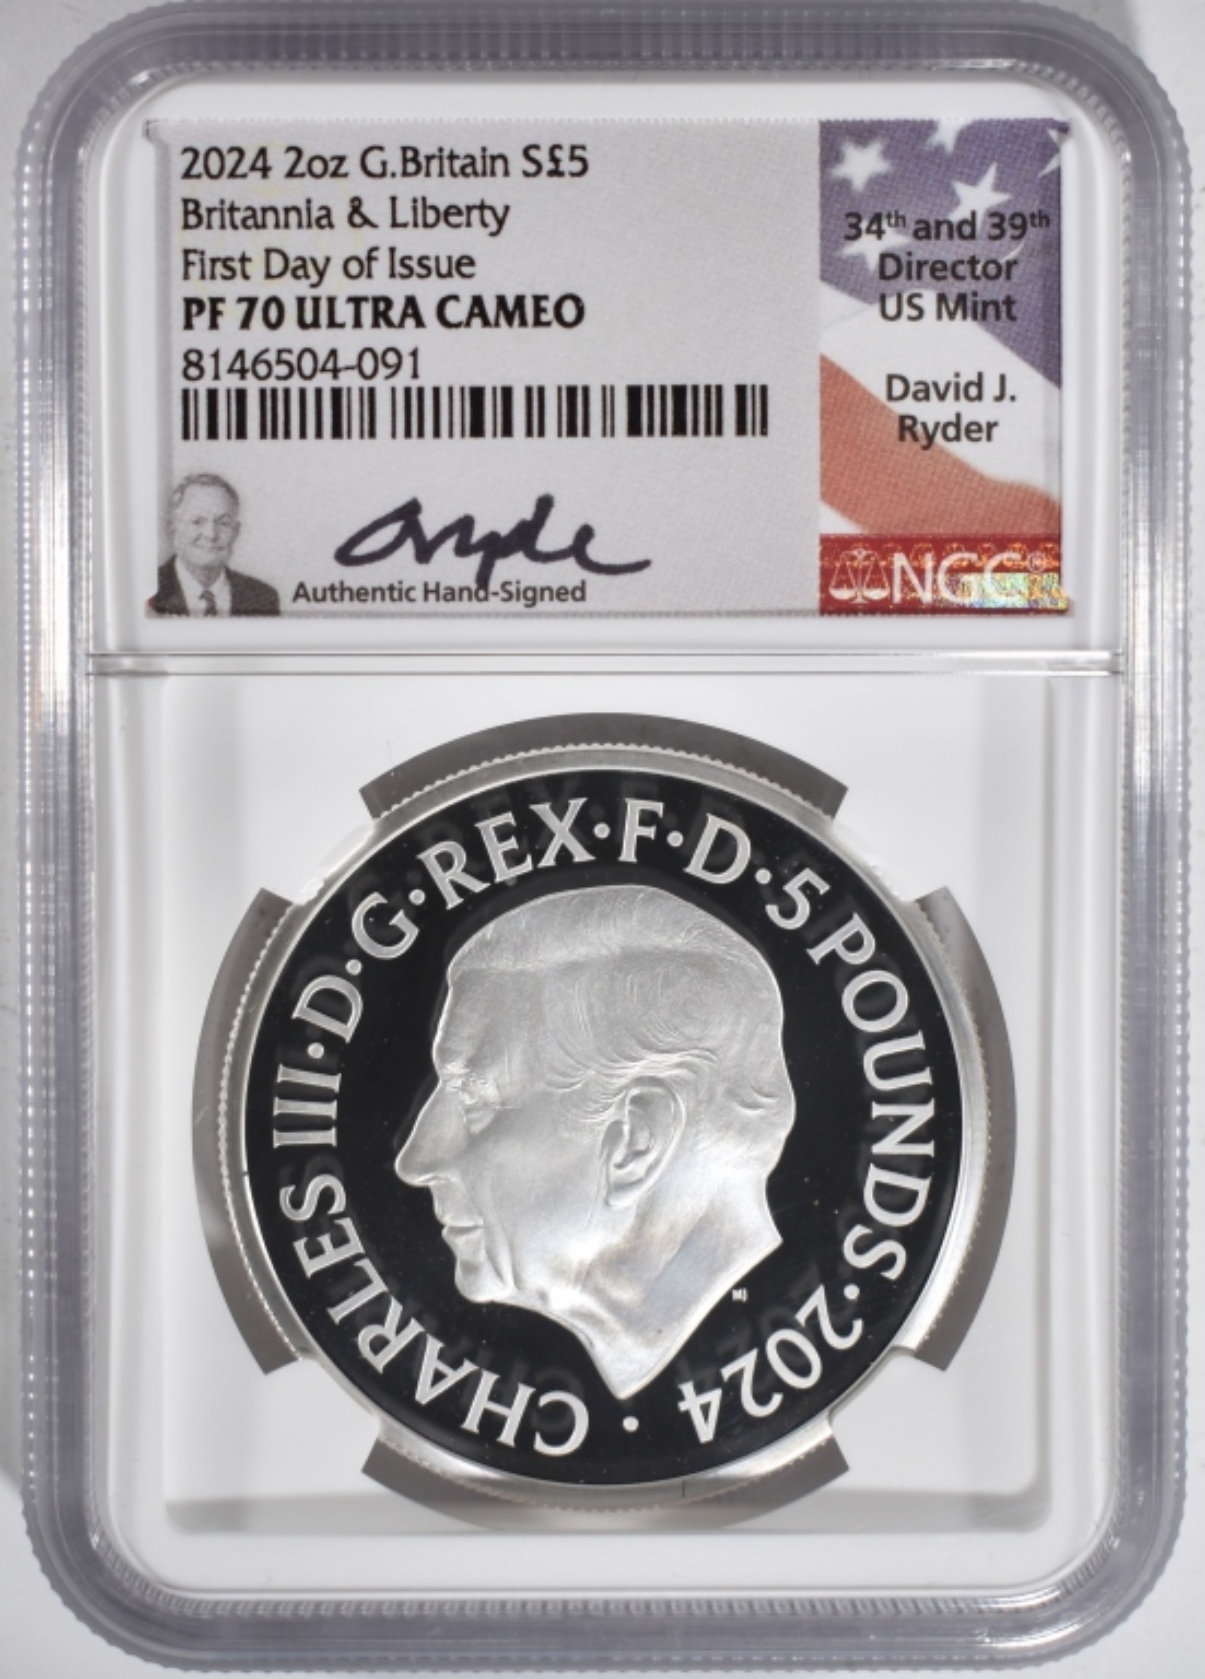 2024 2oz G.Britain S£5
Britannia & Liberty
First Day of Issue
PF 70 ULTRA CAMEO
8146504-091
Authentic Hand-Signed
34th and 39th
Director
US Mint
David J.
Ryder
NGC®
CHARLES III·D·G·REX·F·D·5 POUNDS·2024·
MJ